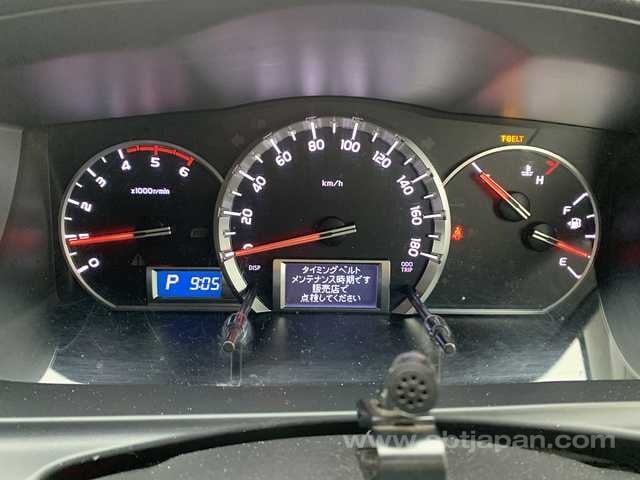 T-BELT
x1000r/min
0 1 2 3 4 5 6
km/h
0 20 40 60 80 100 120 140 160 180
H
F
E
DISP
ODO
TRIP
P 9:05
タイミングベルト
メンテナンス時期です
販売店で
点検してください
www.sbtjapan.com